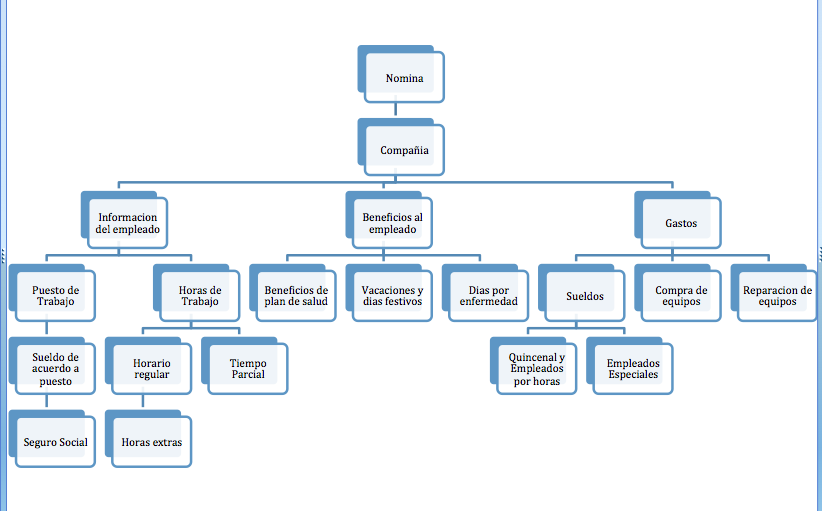 Nomina
Compañia
Informacion
del empleado
Beneficios al
empleado
Gastos
Puesto de
Trabajo
Horas de
Trabajo
Beneficios de
plan de salud
Vacaciones y
dias festivos
Dias por
enfermedad
Sueldos
Compra de
equipos
Reparacion de
equipos
Sueldo de
acuerdo a
puesto
Horario
regular
Tiempo
Parcial
Quincenal y
Empleados
por horas
Empleados
Especiales
Seguro Social
Horas extras